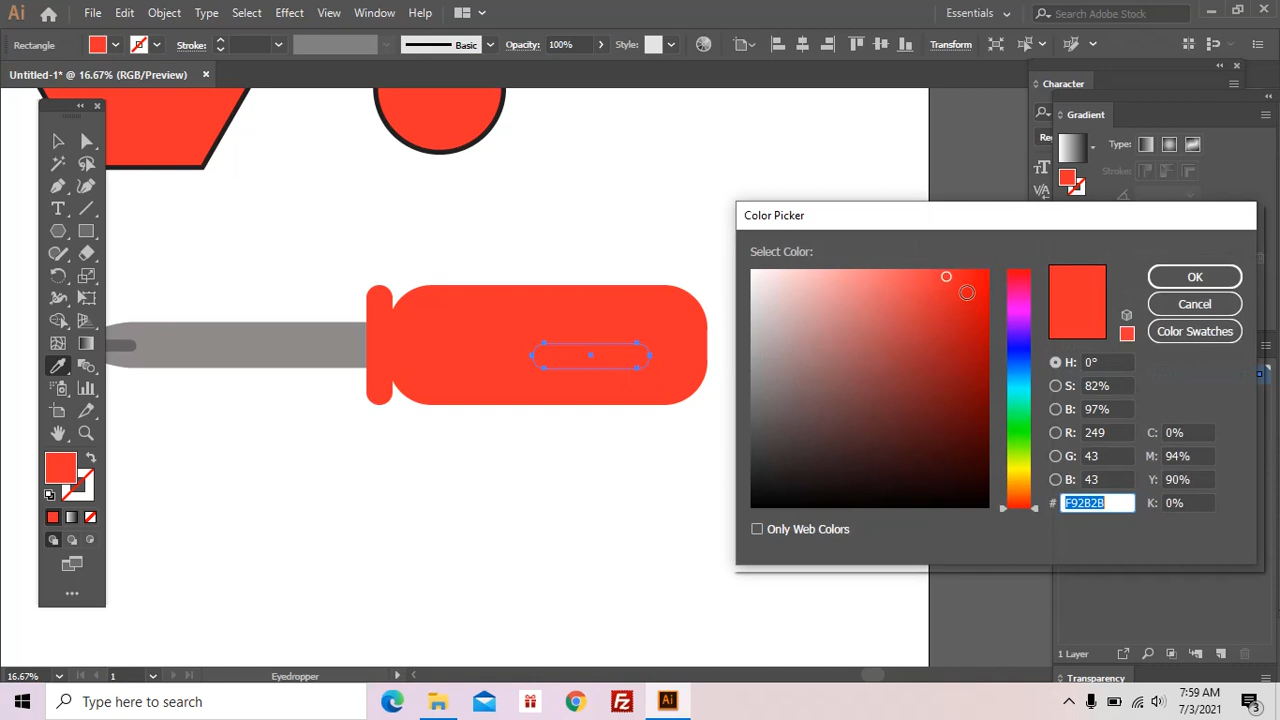 Ai
File
Edit
Object
Type
Select
Effect
View
Window
Help
Essentials
Search Adobe Stock
Rectangle
Stroke:
Basic
Opacity:
100%
Style:
Transform
Untitled-1* @ 16.67% (RGB/Preview)
Character
Gradient
Type:
Stroke:
Color Picker
Select Color:
OK
Cancel
Color Swatches
H: 0°
S: 82%
B: 97%
R: 249
C: 0%
G: 43
M: 94%
B: 43
Y: 90%
# F92B2B
K: 0%
Only Web Colors
1 Layer
Transparency
16.67%
1
Eyedropper
Type here to search
Ai
7:59 AM
7/3/2021
3